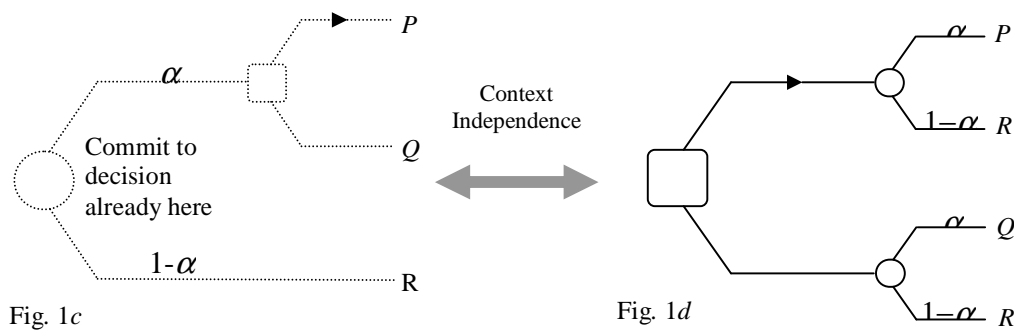 P
α
Q
Commit to
decision
already here
1-α
R
Fig. 1c
Context
Independence
α
P
1−α
R
α
Q
1−α
R
Fig. 1d